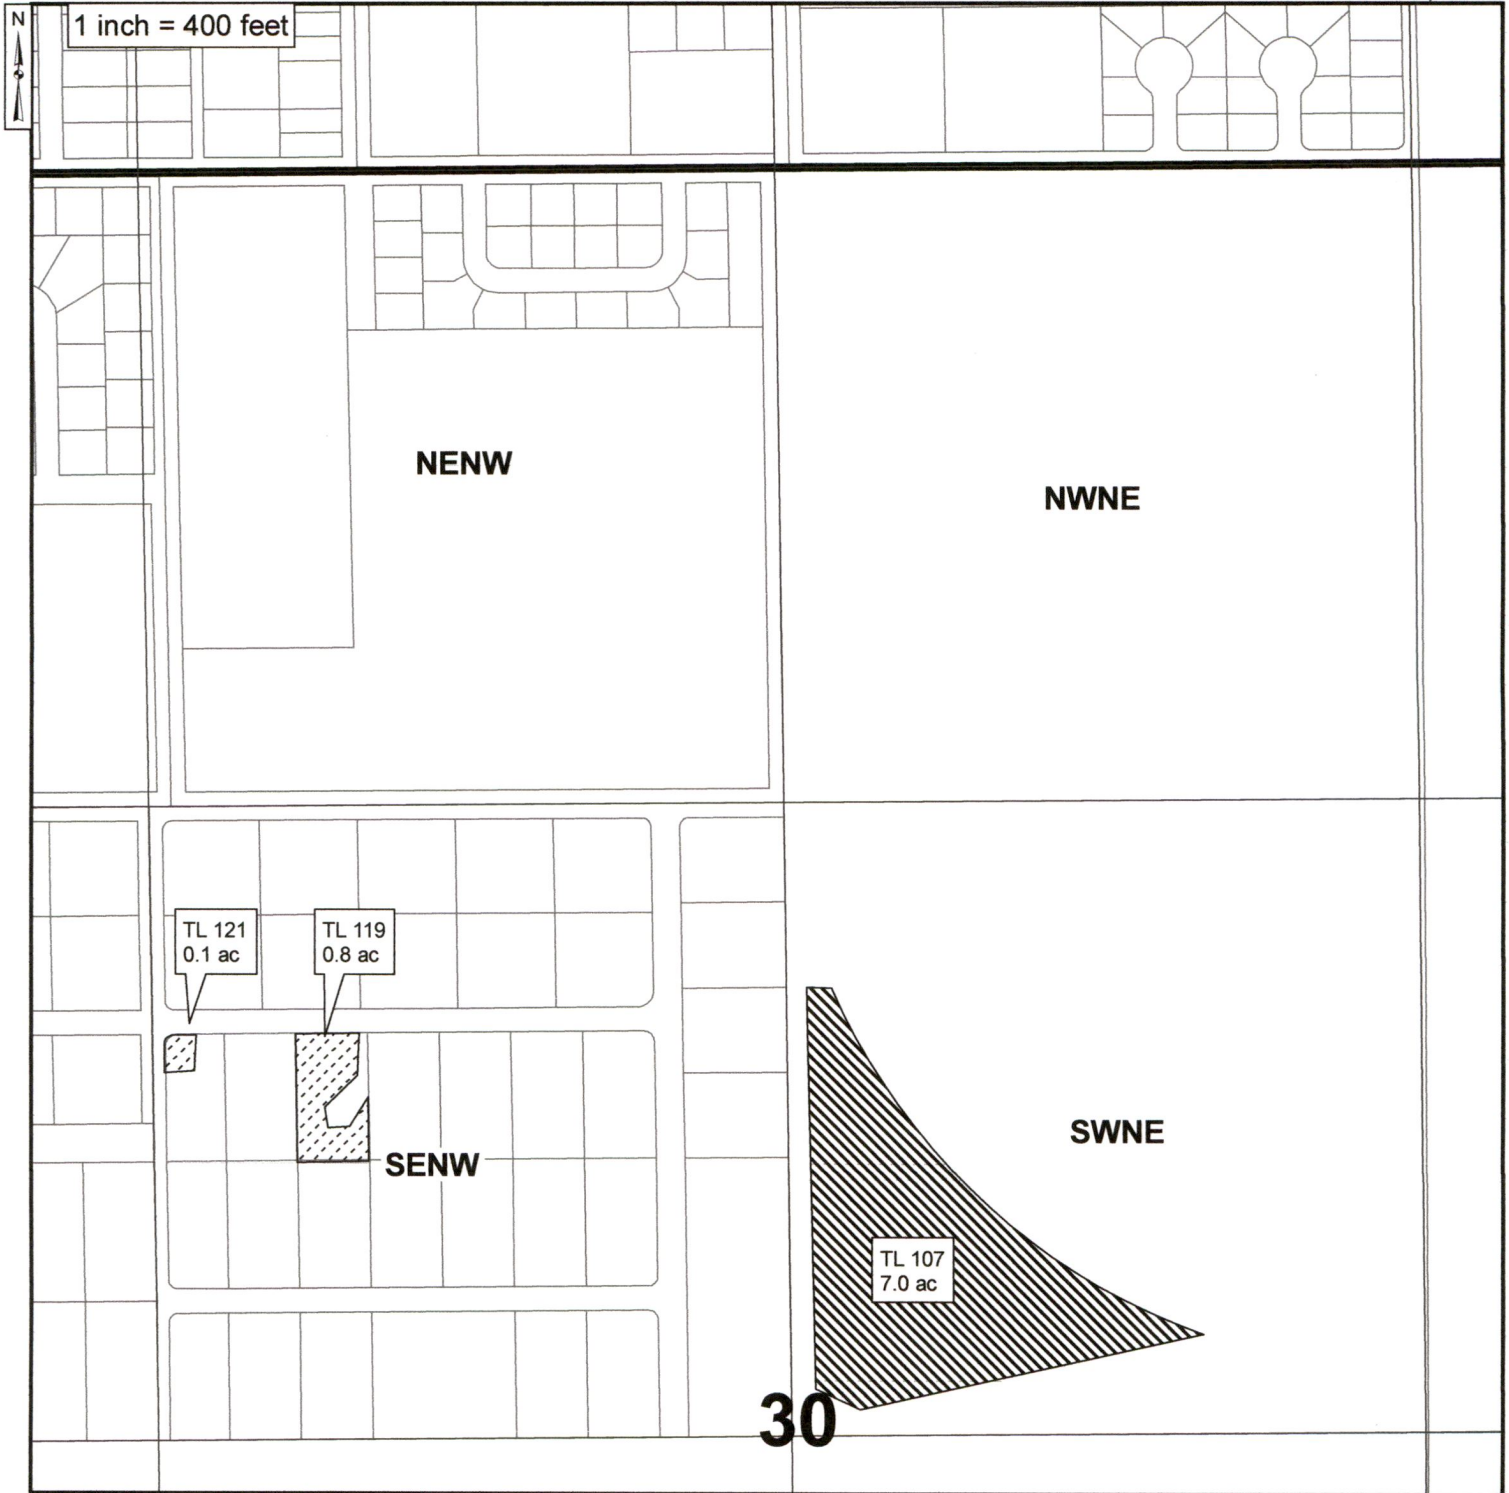 N
1 inch = 400 feet
NENW
NWNE
TL 121
0.1 ac
TL 119
0.8 ac
SENW
SWNE
TL 107
7.0 ac
30